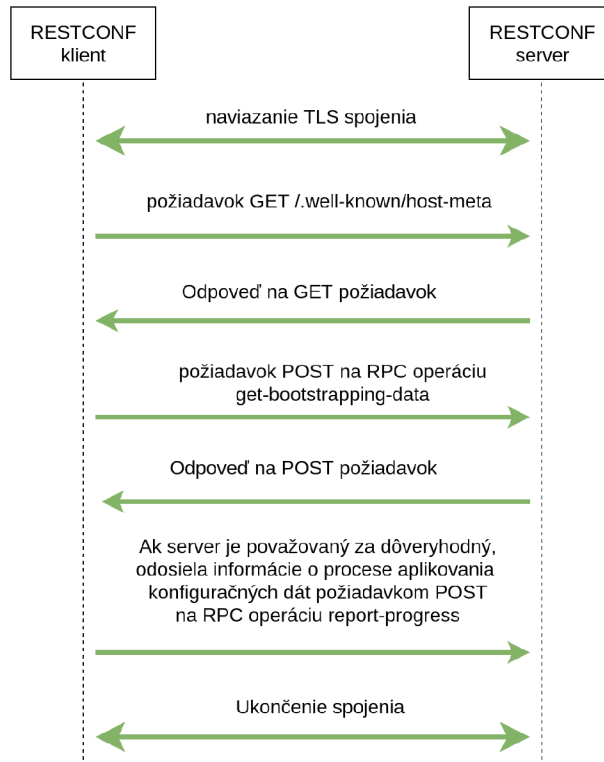 RESTCONF
klient
RESTCONF
server
naviazanie TLS spojenia
požiadavok GET /.well-known/host-meta
Odpoveď na GET požiadavok
požiadavok POST na RPC operáciu
get-bootstrapping-data
Odpoveď na POST požiadavok
Ak server je považovaný za dôveryhodný,
odosiela informácie o procese aplikovania
konfiguračných dát požiadavkom POST
na RPC operáciu report-progress
Ukončenie spojenia